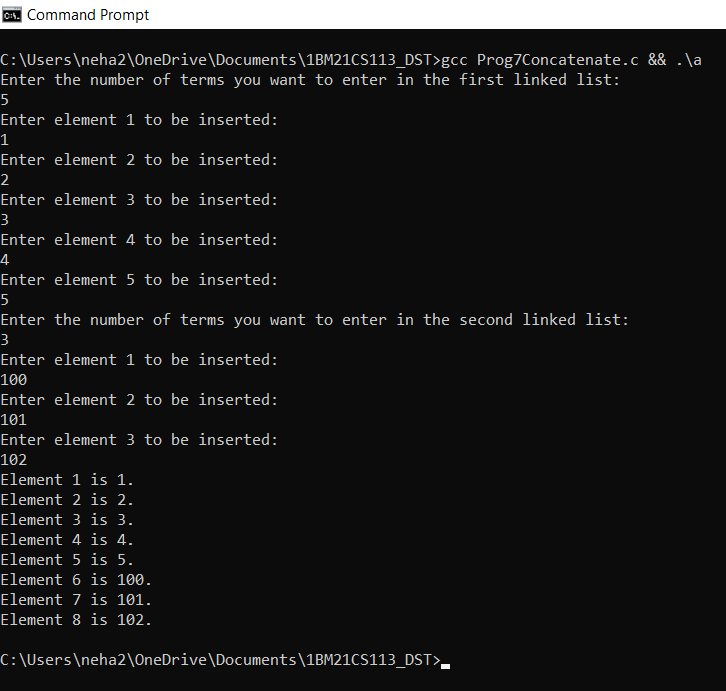 Command Prompt
C:\Users\neha2\OneDrive\Documents\1BM21CS113_DST>gcc Prog7Concatenate.c && .\a
Enter the number of terms you want to enter in the first linked list:
5
Enter element 1 to be inserted:
1
Enter element 2 to be inserted:
2
Enter element 3 to be inserted:
3
Enter element 4 to be inserted:
4
Enter element 5 to be inserted:
5
Enter the number of terms you want to enter in the second linked list:
3
Enter element 1 to be inserted:
100
Enter element 2 to be inserted:
101
Enter element 3 to be inserted:
102
Element 1 is 1.
Element 2 is 2.
Element 3 is 3.
Element 4 is 4.
Element 5 is 5.
Element 6 is 100.
Element 7 is 101.
Element 8 is 102.
C:\Users\neha2\OneDrive\Documents\1BM21CS113_DST>